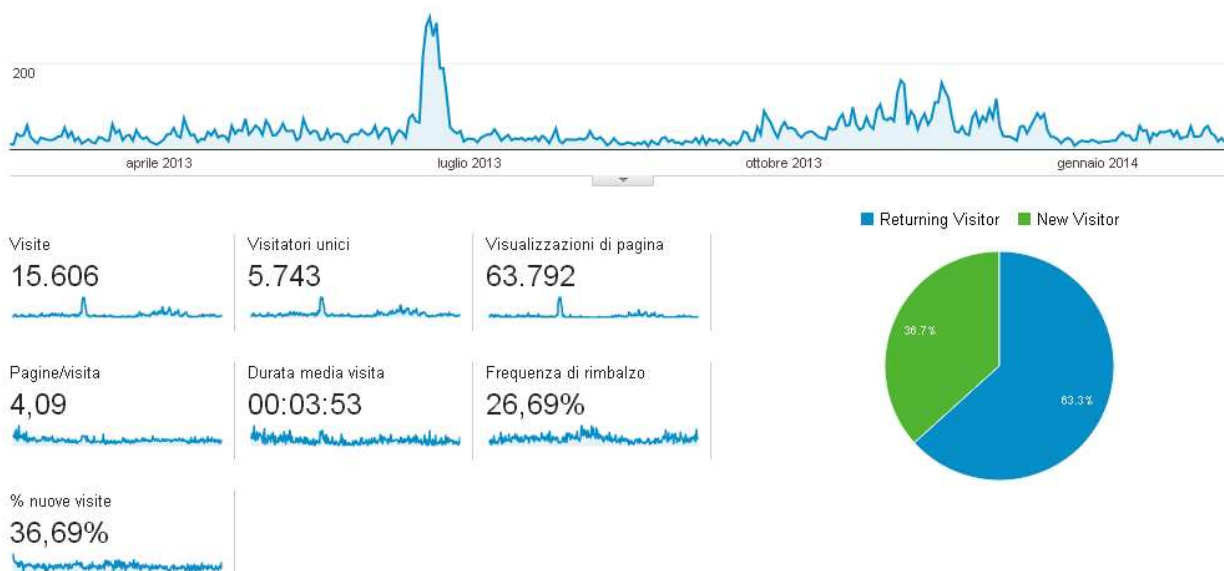 200
aprile 2013
luglio 2013
ottobre 2013
gennaio 2014
Returning Visitor
New Visitor
Visite
15.606
Visitatori unici
5.743
Visualizzazioni di pagina
63.792
36.7%
63.3%
Pagine/visita
4,09
Durata media visita
00:03:53
Frequenza di rimbalzo
26,69%
% nuove visite
36,69%